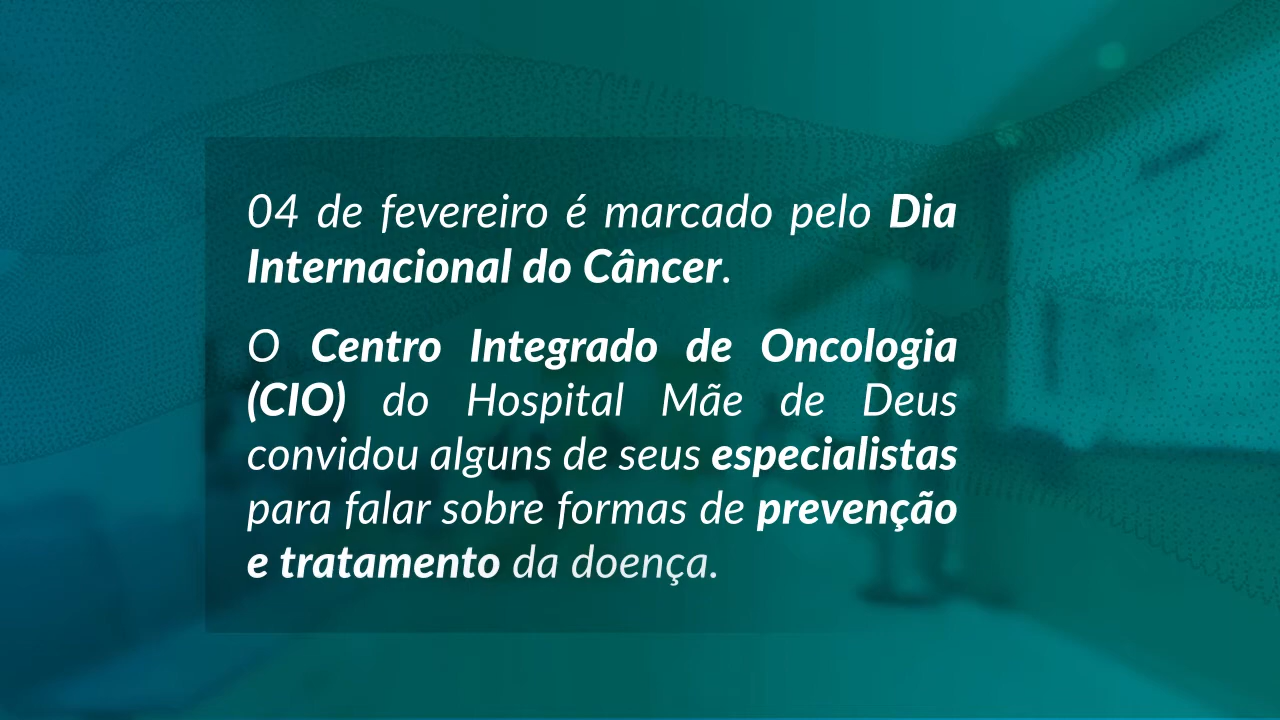 04 de fevereiro é marcado pelo Dia
Internacional do Câncer.
O Centro Integrado de Oncologia
(CIO) do Hospital Mãe de Deus
convidou alguns de seus especialistas
para falar sobre formas de prevenção
e tratamento da doença.